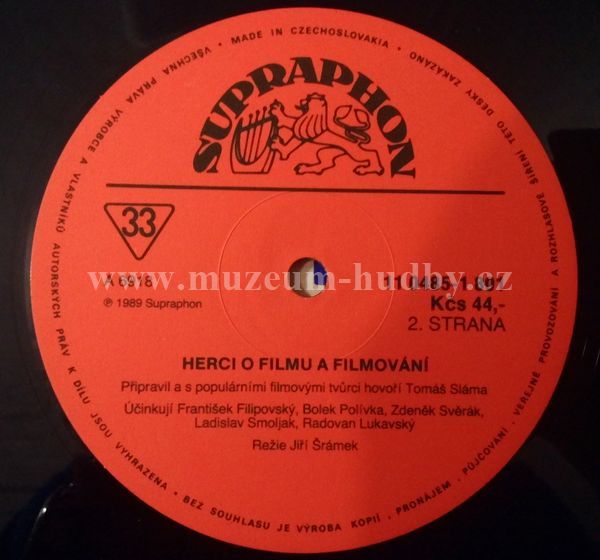 VŠECHNA PRÁVA VÝROBCE A VLASTNÍKŮ AUTORSKÝCH PRÁV K DÍLU JSOU VYHRAZENA • BEZ SOUHLASU JE VÝROBA KOPIÍ, PRONÁJEM, PŮJČOVÁNÍ, VEŘEJNÉ PROVOZOVÁNÍ A ROZHLASOVÉ ŠÍŘENÍ TÉTO DESKY ZAKÁZÁNO • MADE IN CZECHOSLOVAKIA •
SUPRAPHON
33
www.muzeum-hudby.cz
℗ 1989 Supraphon
Kčs 44,-
2. STRANA
HERCI O FILMU A FILMOVÁNÍ
Připravil a s populárními filmovými tvůrci hovoří Tomáš Sláma
Účinkují František Filipovský, Bolek Polívka, Zdeněk Svěrák,
Ladislav Smoljak, Radovan Lukavský
Režie Jiří Šrámek